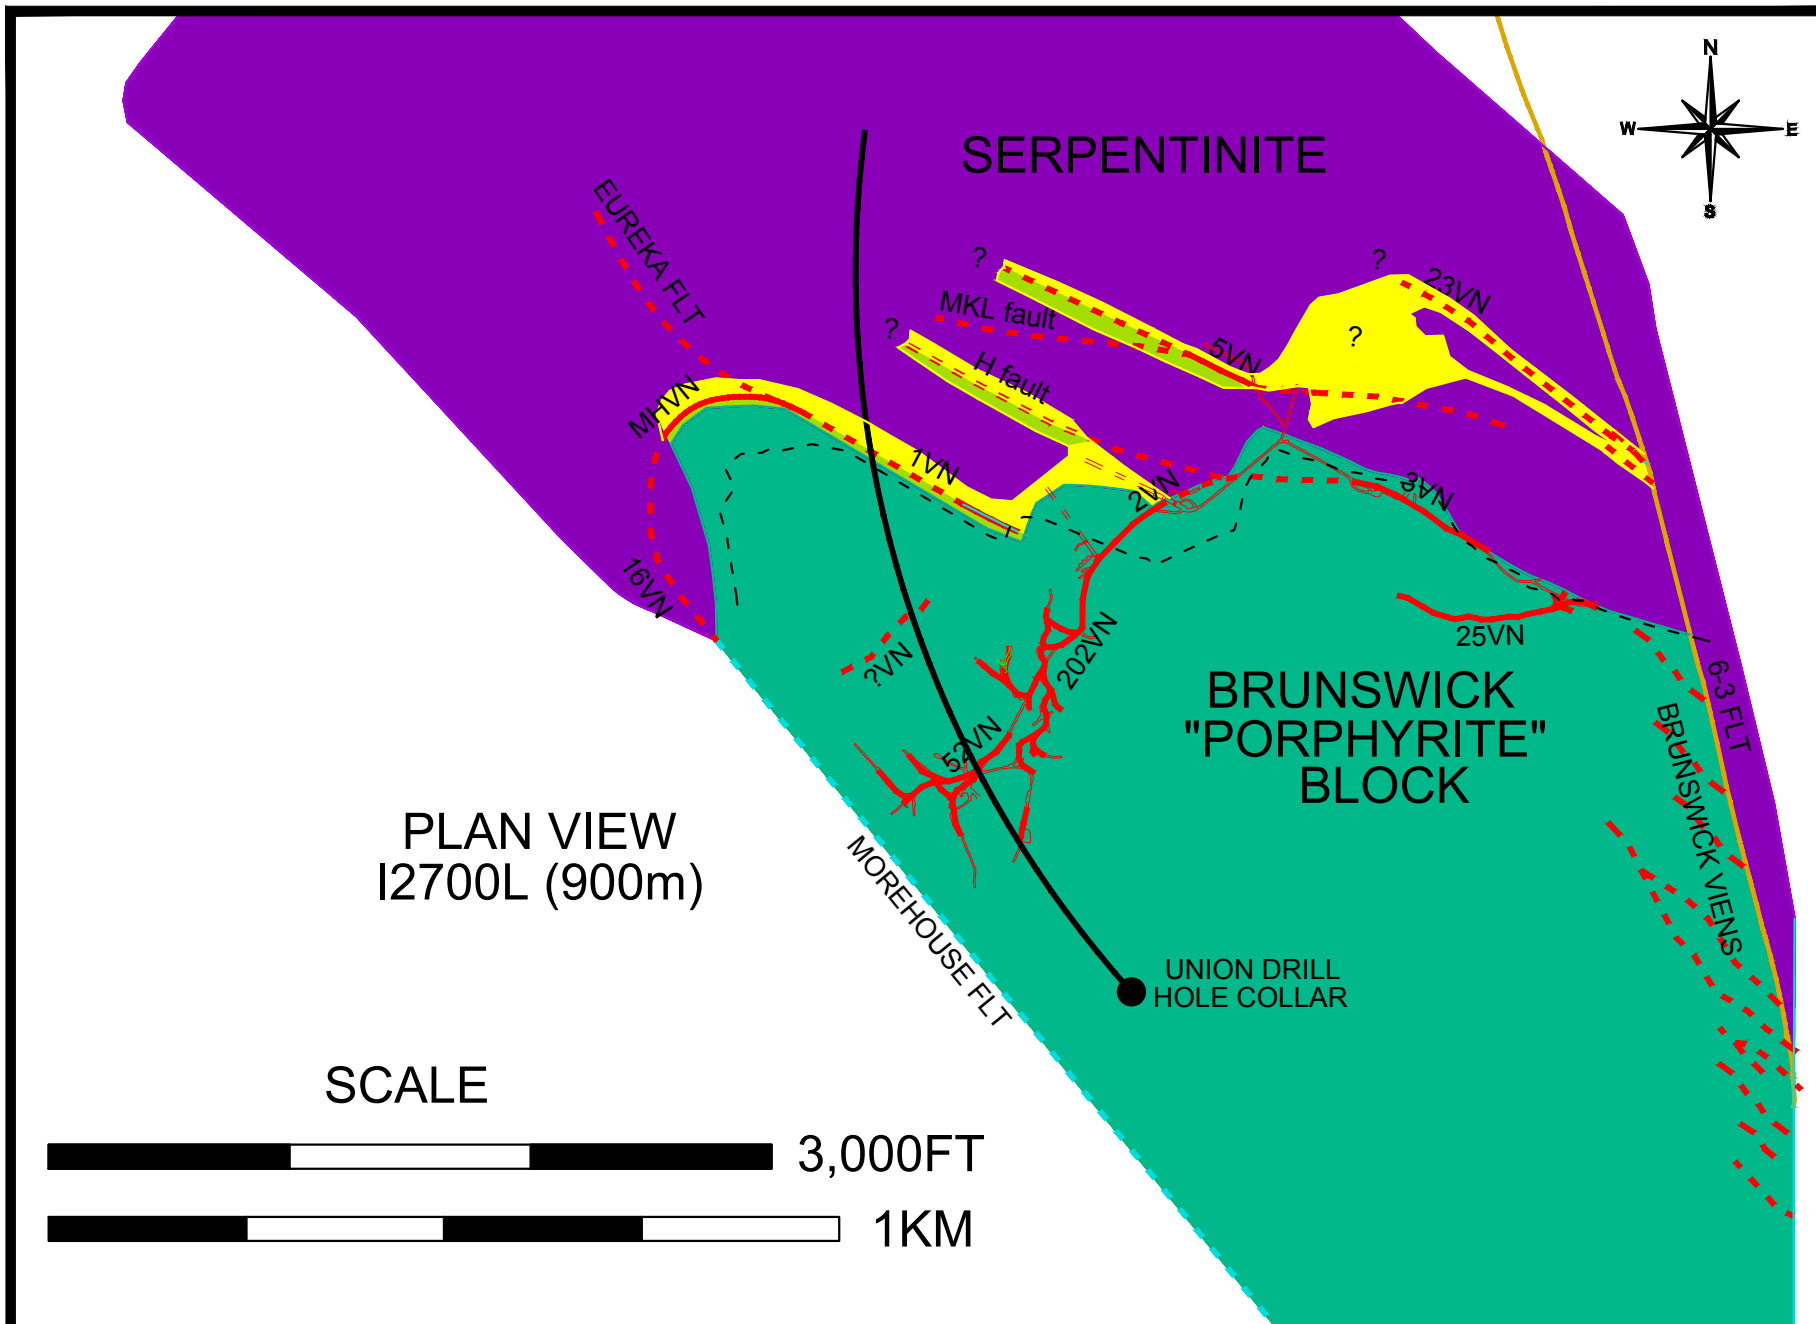 N
W
E
S
SERPENTINITE
EUREKA FLT
?
MKL fault
?
H fault
5VN
?
?
23VN
MHVN
1VN
2VN
3VN
16VN
?VN
202VN
52VN
25VN
BRUNSWICK
"PORPHYRITE"
BLOCK
6-3 FLT
BRUNSWICK VIENS
PLAN VIEW
I2700L (900m)
MOREHOUSE FLT
UNION DRILL
HOLE COLLAR
SCALE
3,000FT
1KM